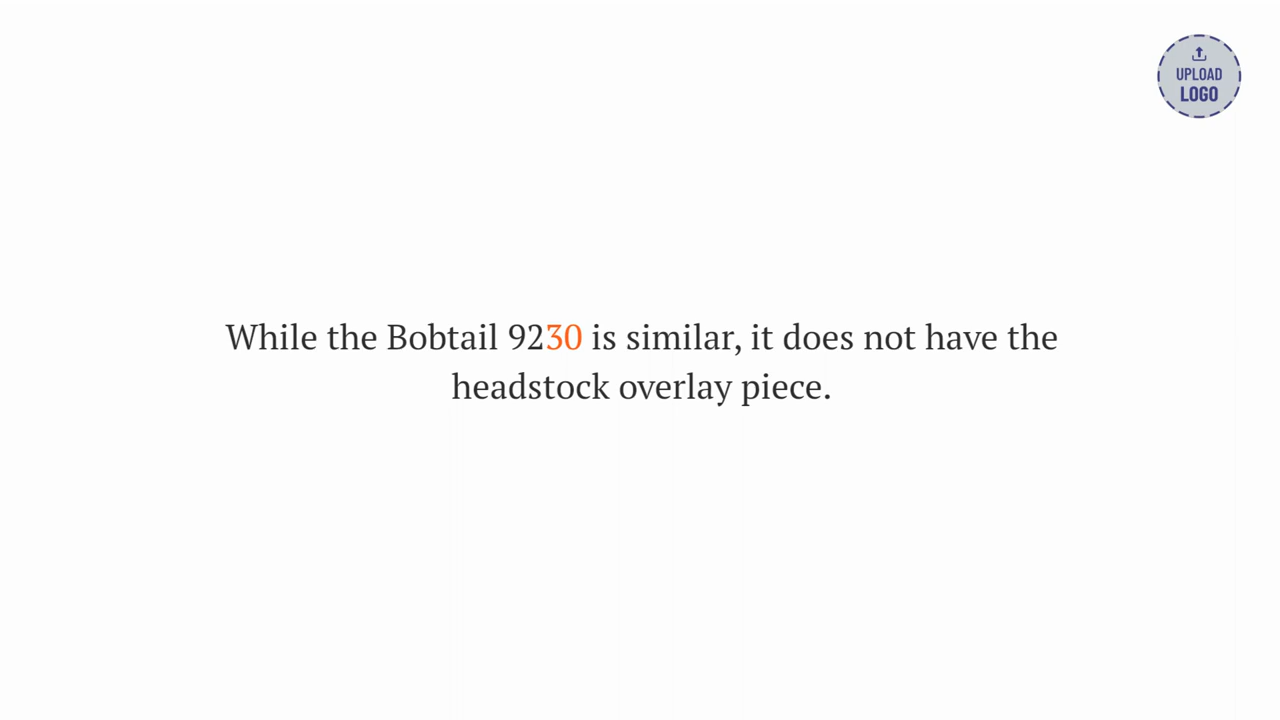 UPLOAD
LOGO
While the Bobtail 9230 is similar, it does not have the
headstock overlay piece.